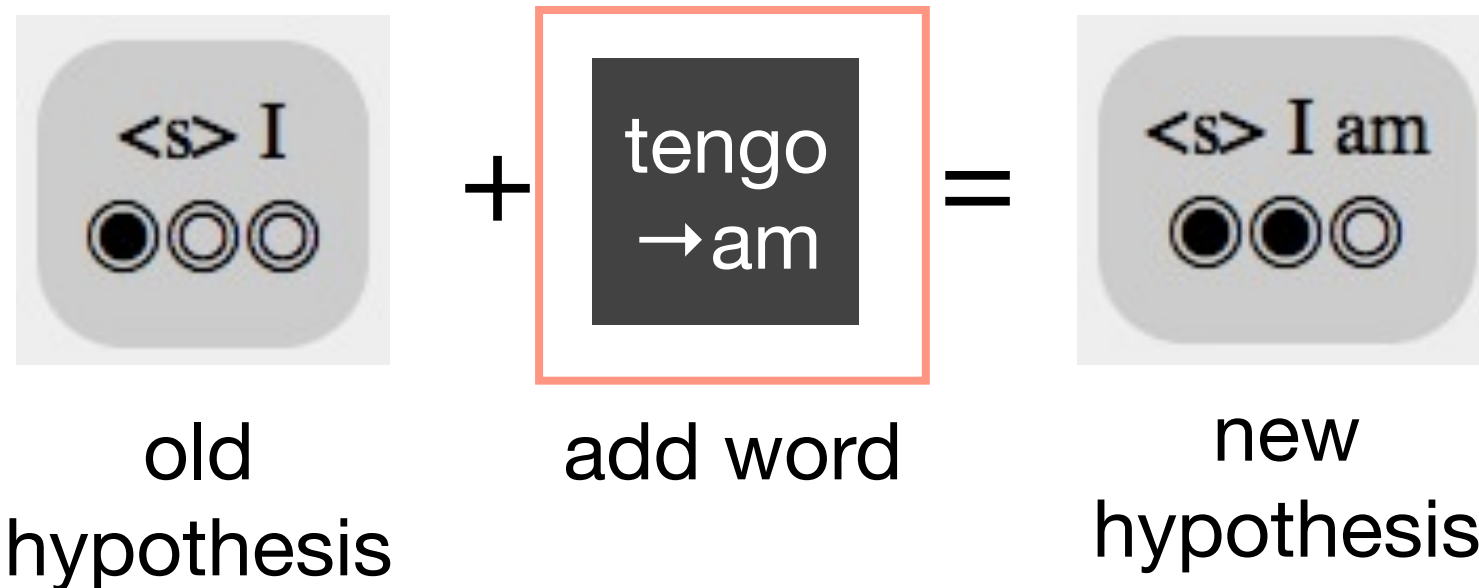 <s> I
+
tengo
→am
=
<s> I am
old
hypothesis
add word
new
hypothesis